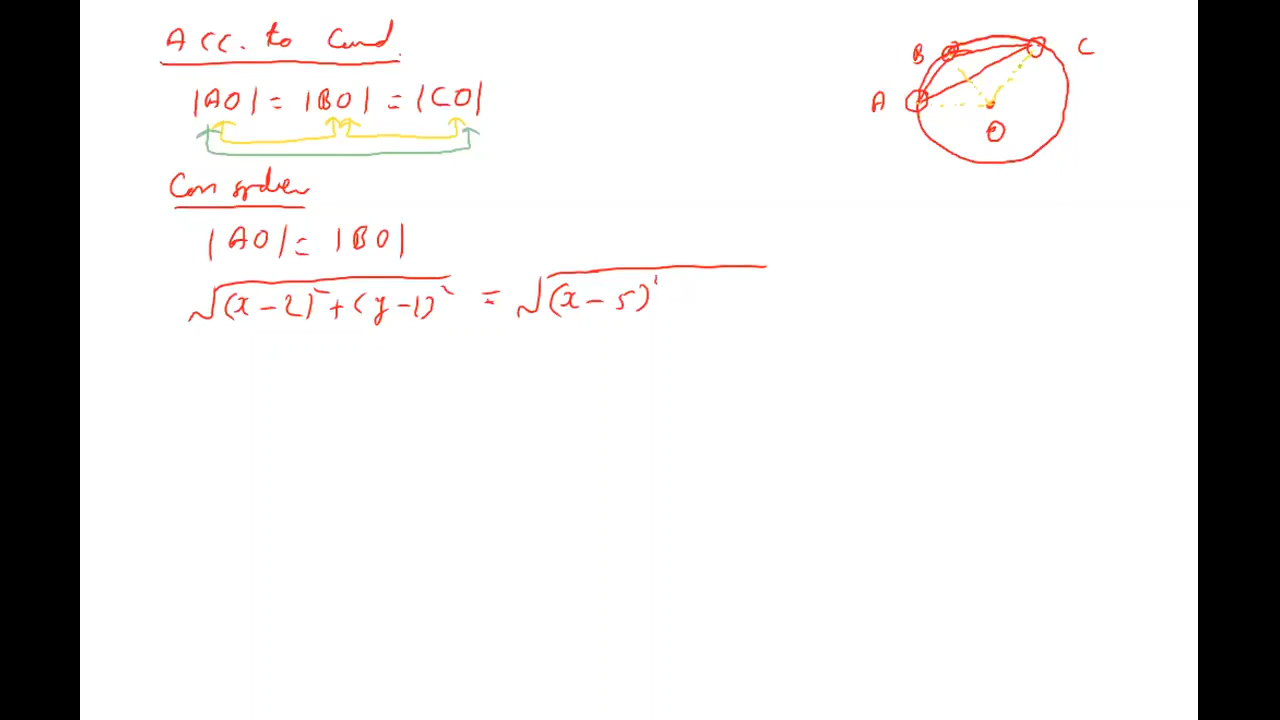 Acc. to Cond.
|AO| = |BO| = |CO|
Consider
|AO| = |BO|
√(x-2)² + (y-1)² = √(x-5)²
B
C
A
O